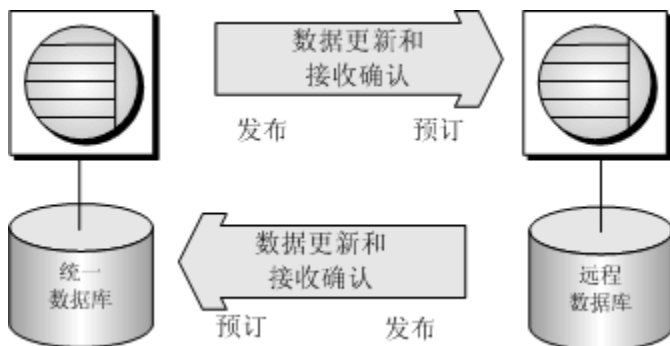 数据更新和
接收确认
发布 预订
数据更新和
接收确认
统一
数据库
远程
数据库
预订 发布